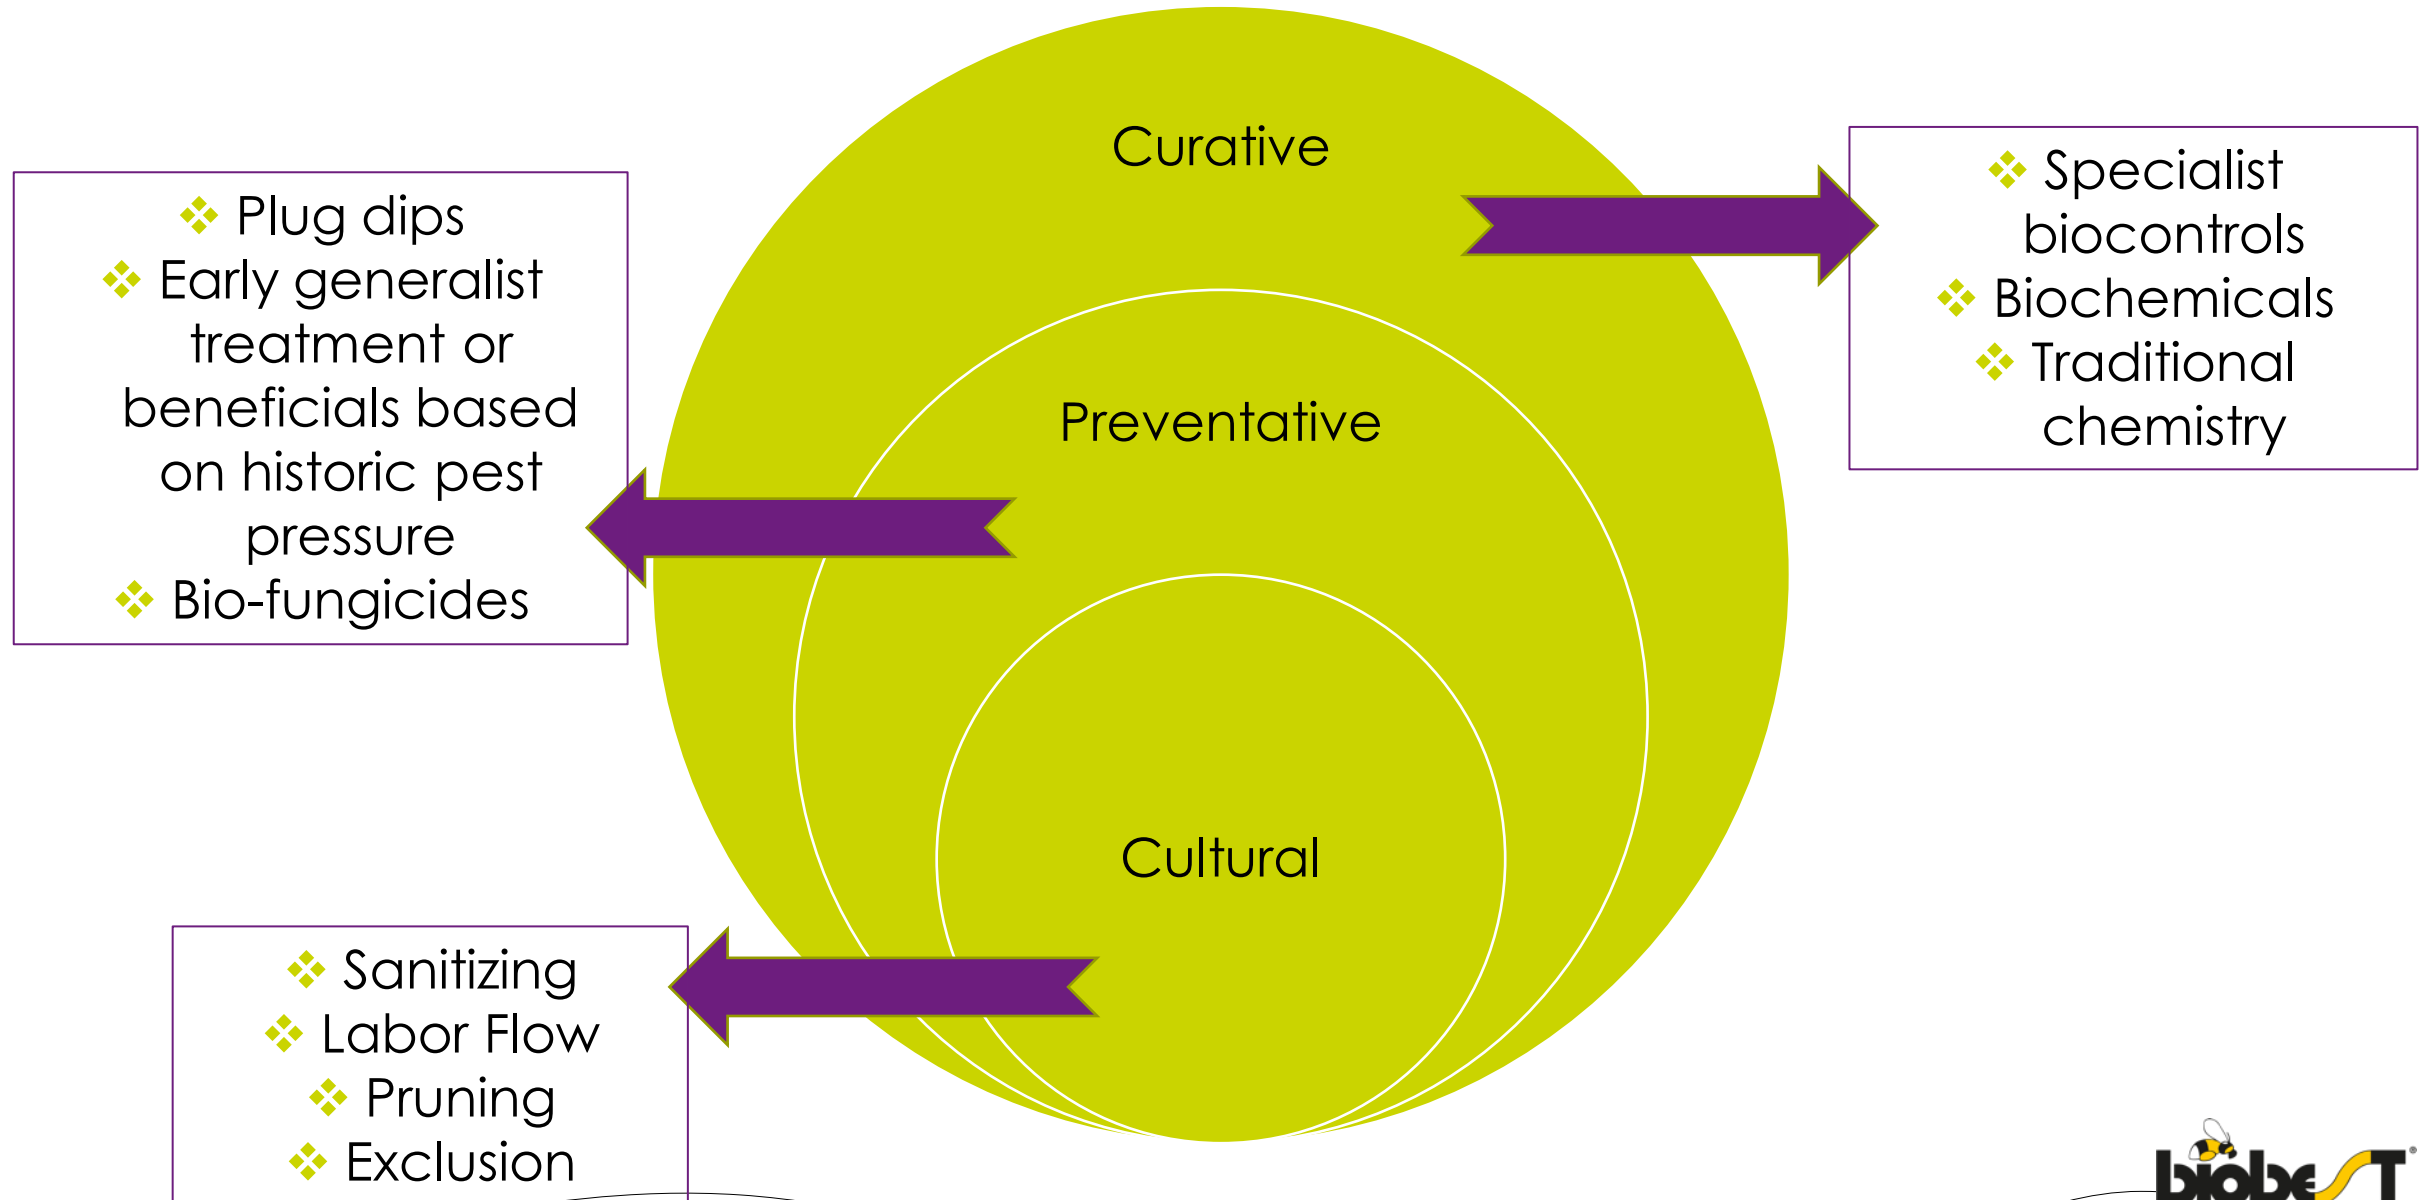 Curative
❖ Specialist
biocontrols
❖ Biochemicals
❖ Traditional
chemistry
❖ Plug dips
❖ Early generalist
treatment or
beneficials based
on historic pest
pressure
❖ Bio-fungicides
Preventative
Cultural
❖ Sanitizing
❖ Labor Flow
❖ Pruning
❖ Exclusion
biobesT®